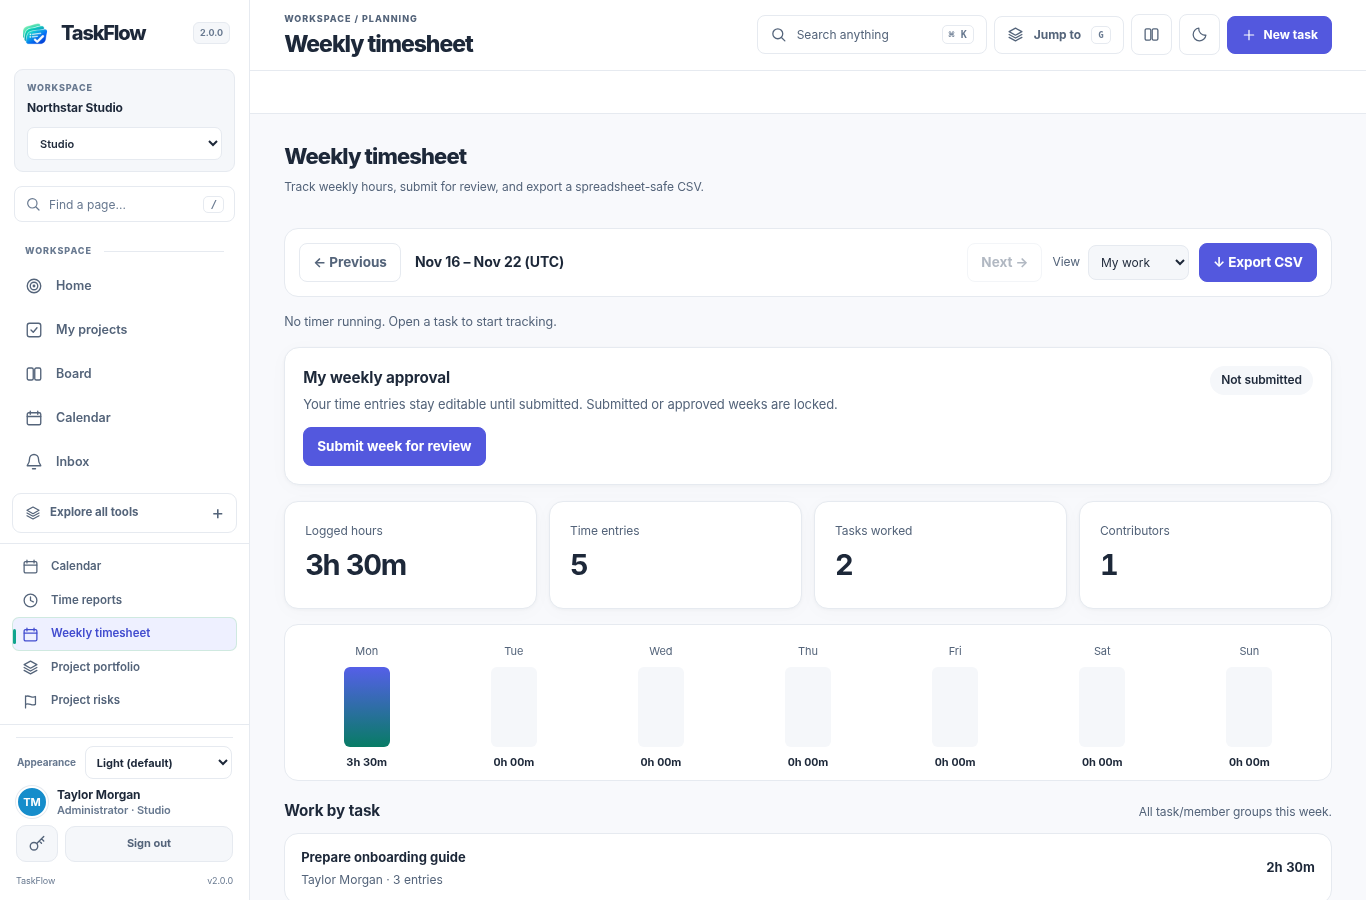 TaskFlow
2.0.0
WORKSPACE
Northstar Studio
Studio
Find a page...
/
WORKSPACE
Home
My projects
Board
Calendar
Inbox
Explore all tools
+
Calendar
Time reports
Weekly timesheet
Project portfolio
Project risks
Appearance
Light (default)
TM
Taylor Morgan
Administrator · Studio
Sign out
TaskFlow
v2.0.0
WORKSPACE / PLANNING
Weekly timesheet
Search anything
⌘ K
Jump to
G
+ New task
Weekly timesheet
Track weekly hours, submit for review, and export a spreadsheet-safe CSV.
← Previous
Nov 16 – Nov 22 (UTC)
Next →
View
My work
↓ Export CSV
No timer running. Open a task to start tracking.
My weekly approval
Not submitted
Your time entries stay editable until submitted. Submitted or approved weeks are locked.
Submit week for review
Logged hours
3h 30m
Time entries
5
Tasks worked
2
Contributors
1
Mon
3h 30m
Tue
0h 00m
Wed
0h 00m
Thu
0h 00m
Fri
0h 00m
Sat
0h 00m
Sun
0h 00m
Work by task
All task/member groups this week.
Prepare onboarding guide
Taylor Morgan · 3 entries
2h 30m